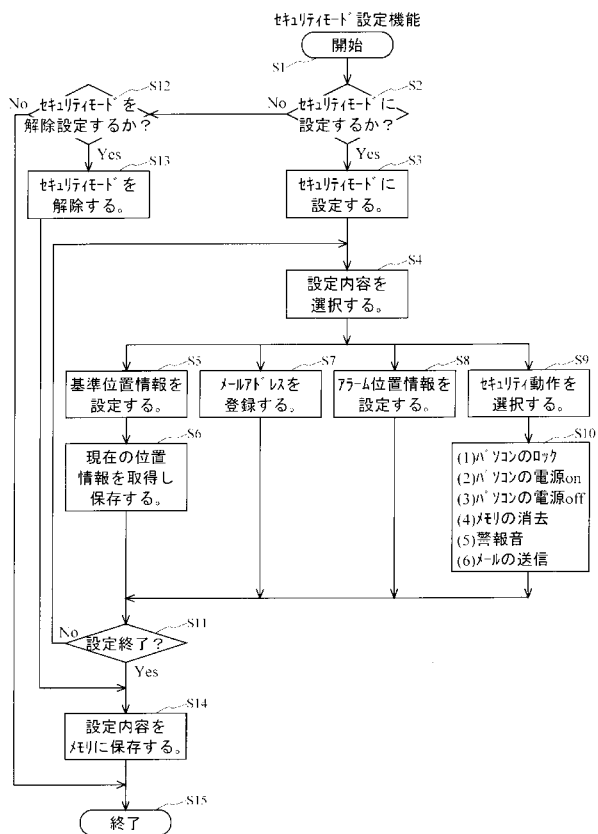 セキュリティモード設定機能
開始
S1
S2
セキュリティモードに
設定するか?
No
Yes
S12
セキュリティモードを
解除設定するか?
No
Yes
S13
セキュリティモードを
解除する。
S3
セキュリティモードに
設定する。
S4
設定内容を
選択する。
S5
基準位置情報を
設定する。
S7
メールアドレスを
登録する。
S8
アラーム位置情報を
設定する。
S9
セキュリティ動作を
選択する。
S6
現在の位置
情報を取得し
保存する。
S10
(1)パソコンのロック
(2)パソコンの電源on
(3)パソコンの電源off
(4)メモリの消去
(5)警報音
(6)メールの送信
S11
設定終了?
No
Yes
S14
設定内容を
メモリに保存する。
S15
終了